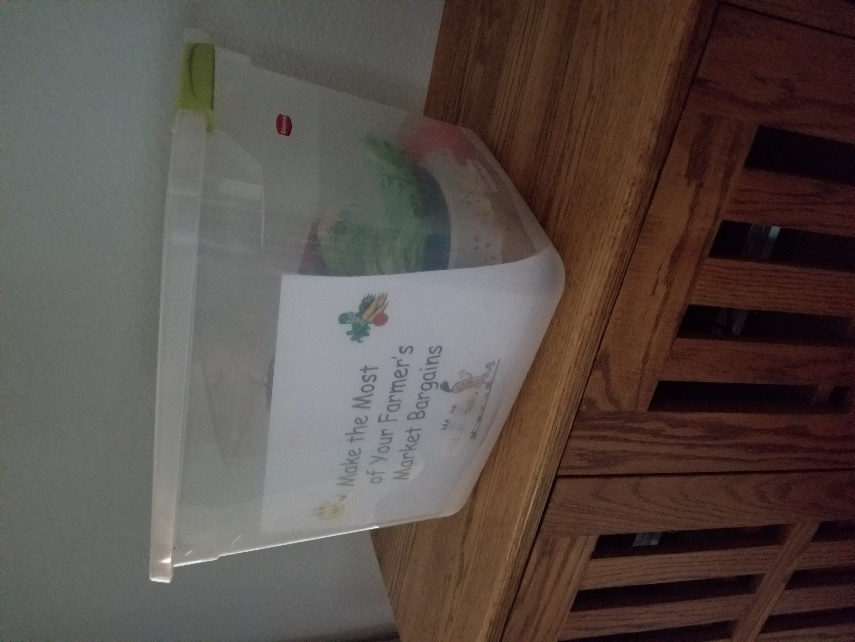 Make the Most
of Your Farmer's
Market Bargains